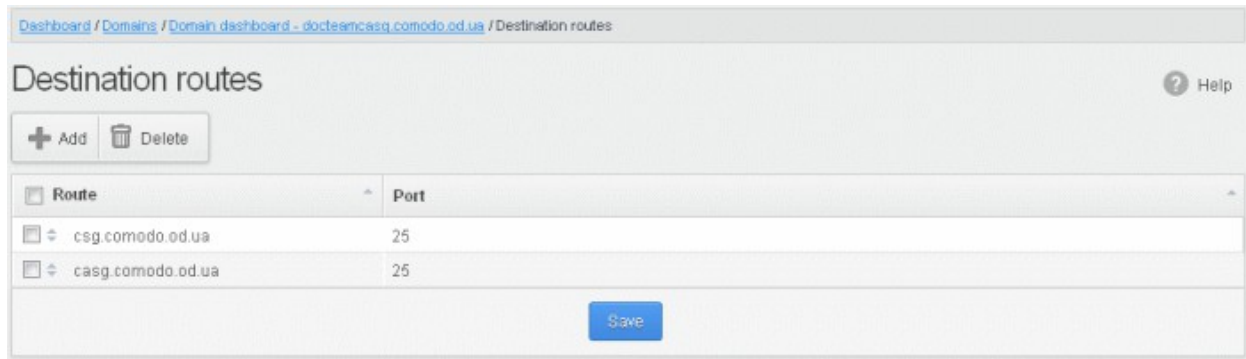 Dashboard / Domains / Domain dashboard - docteamcasg.comodo.od.ua / Destination routes
Destination routes
Help
Add Delete
Route Port
csg.comodo.od.ua 25
casg.comodo.od.ua 25
Save